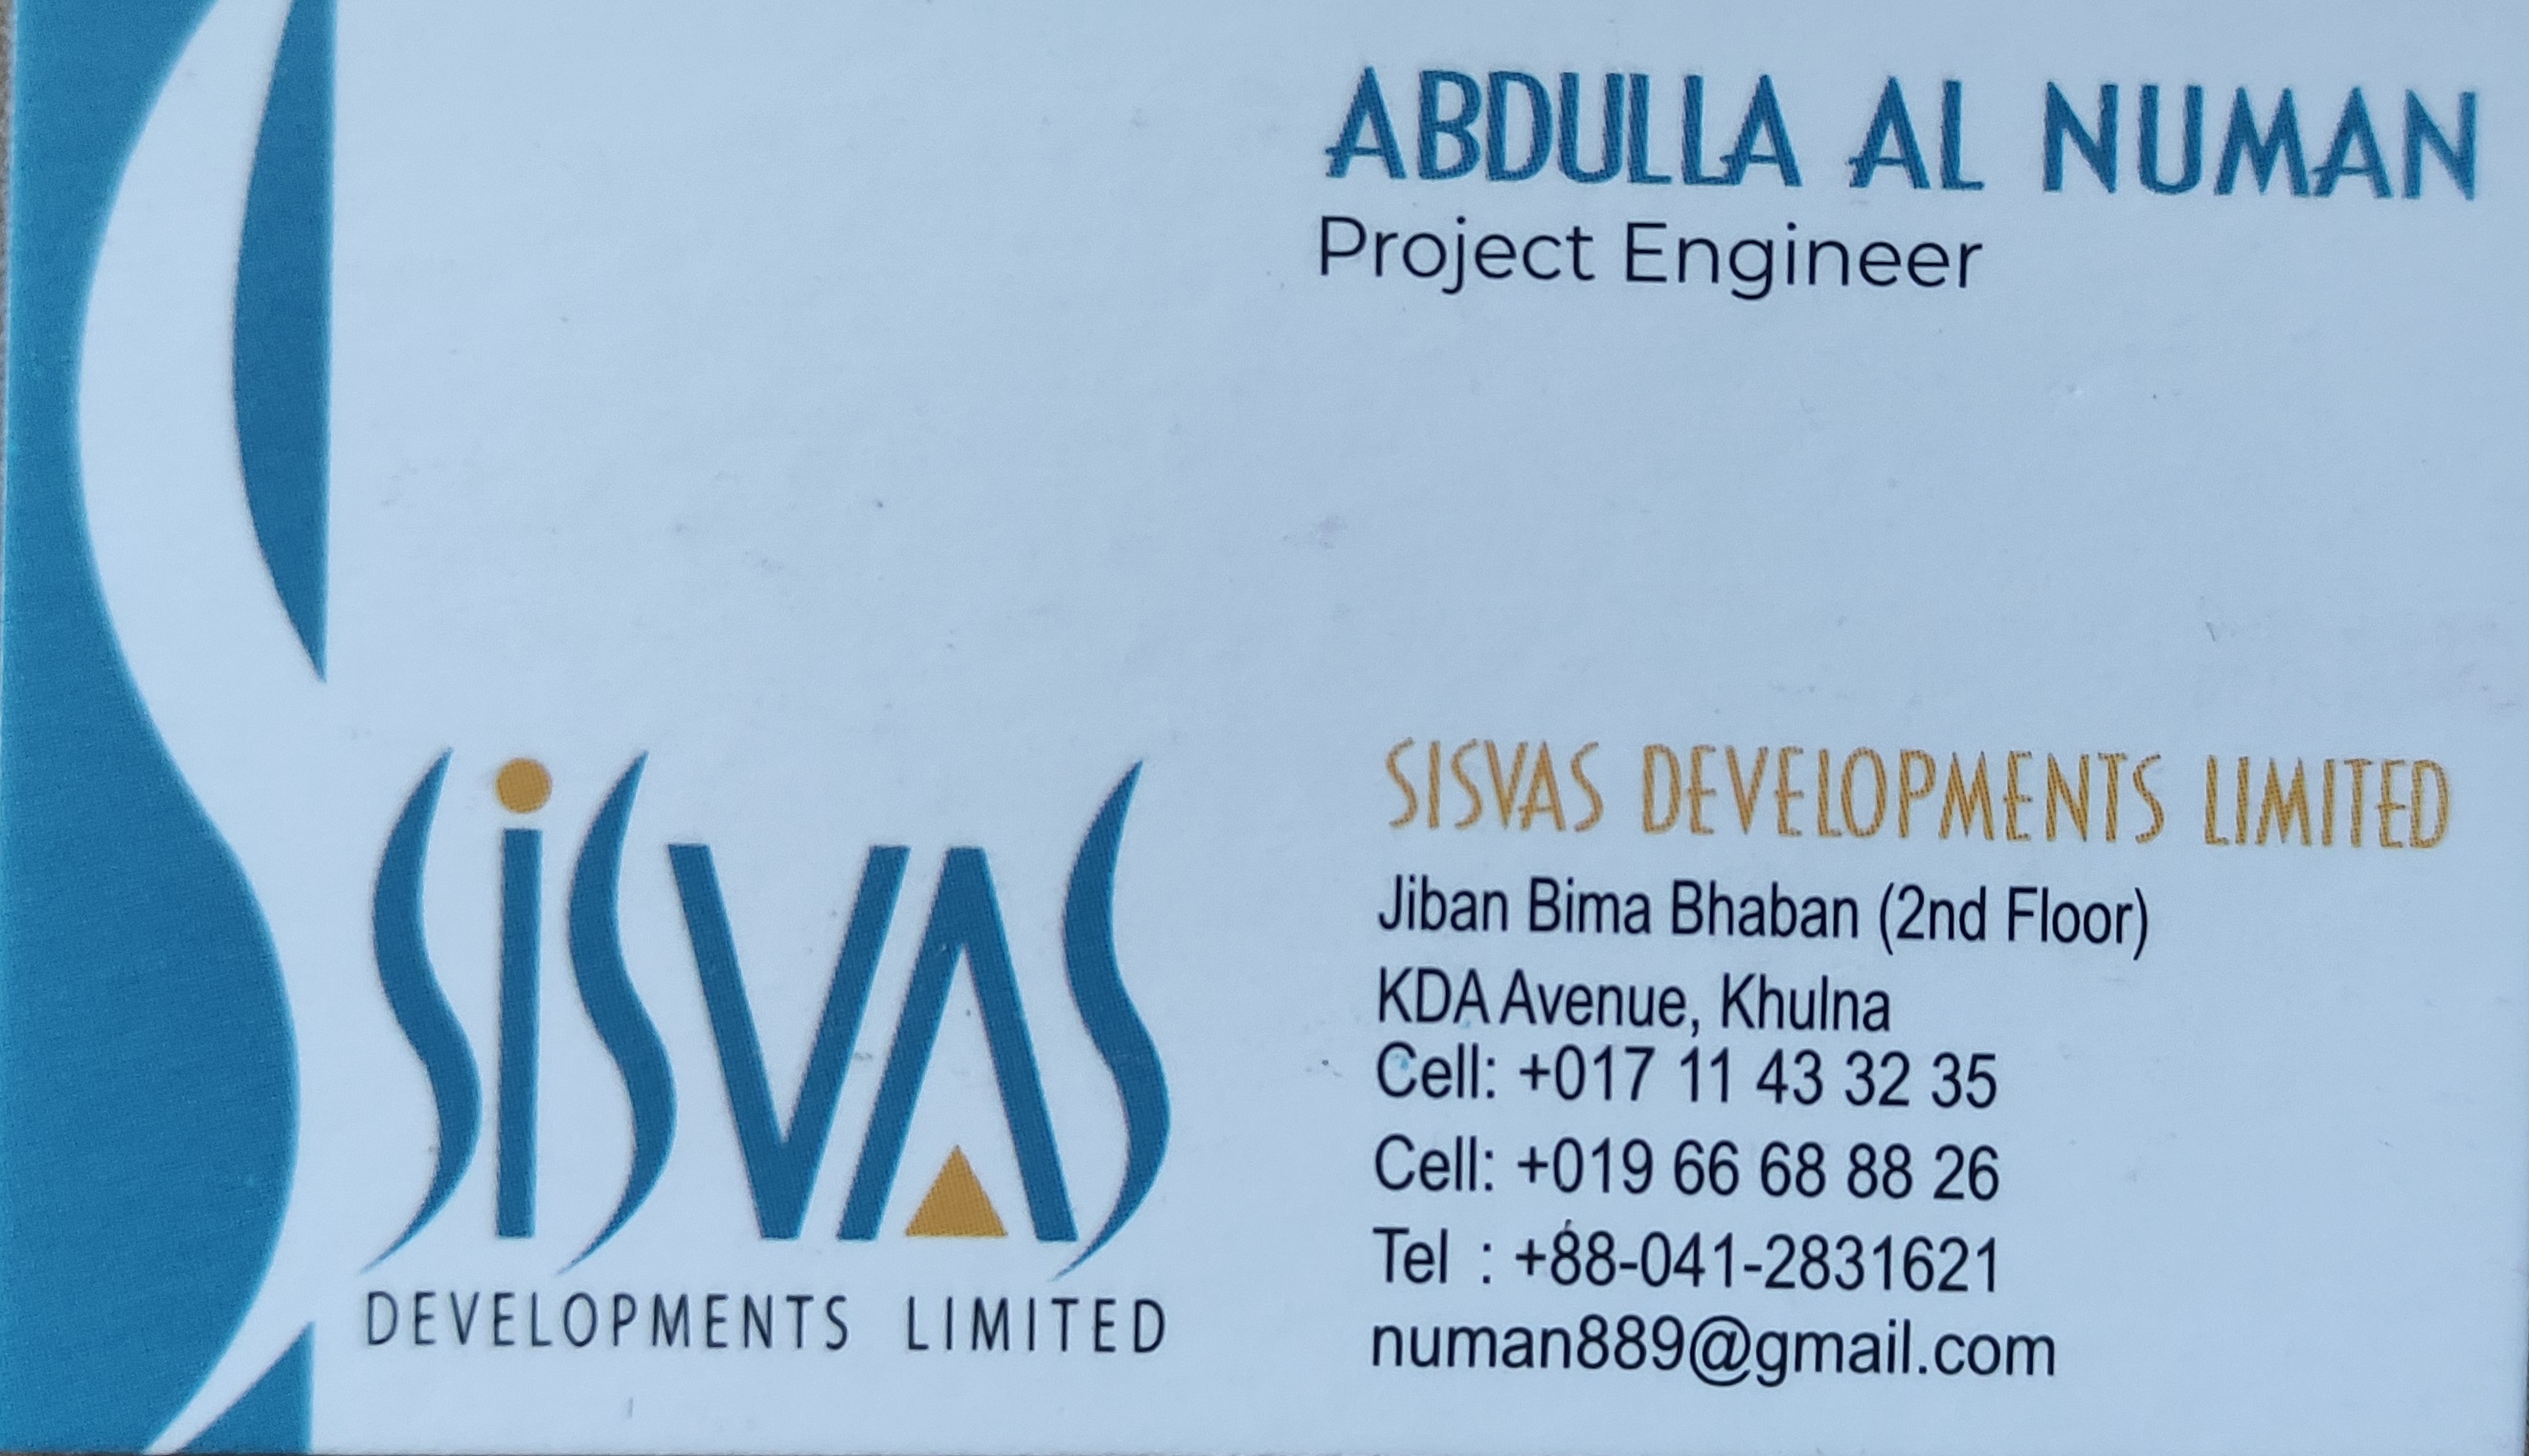 ABDULLA AL NUMAN
Project Engineer
SiSVAS
DEVELOPMENTS LIMITED
SISVAS DEVELOPMENTS LIMITED
Jiban Bima Bhaban (2nd Floor)
KDA Avenue, Khulna
Cell: +017 11 43 32 35
Cell: +019 66 68 88 26
Tel : +88-041-2831621
numan889@gmail.com